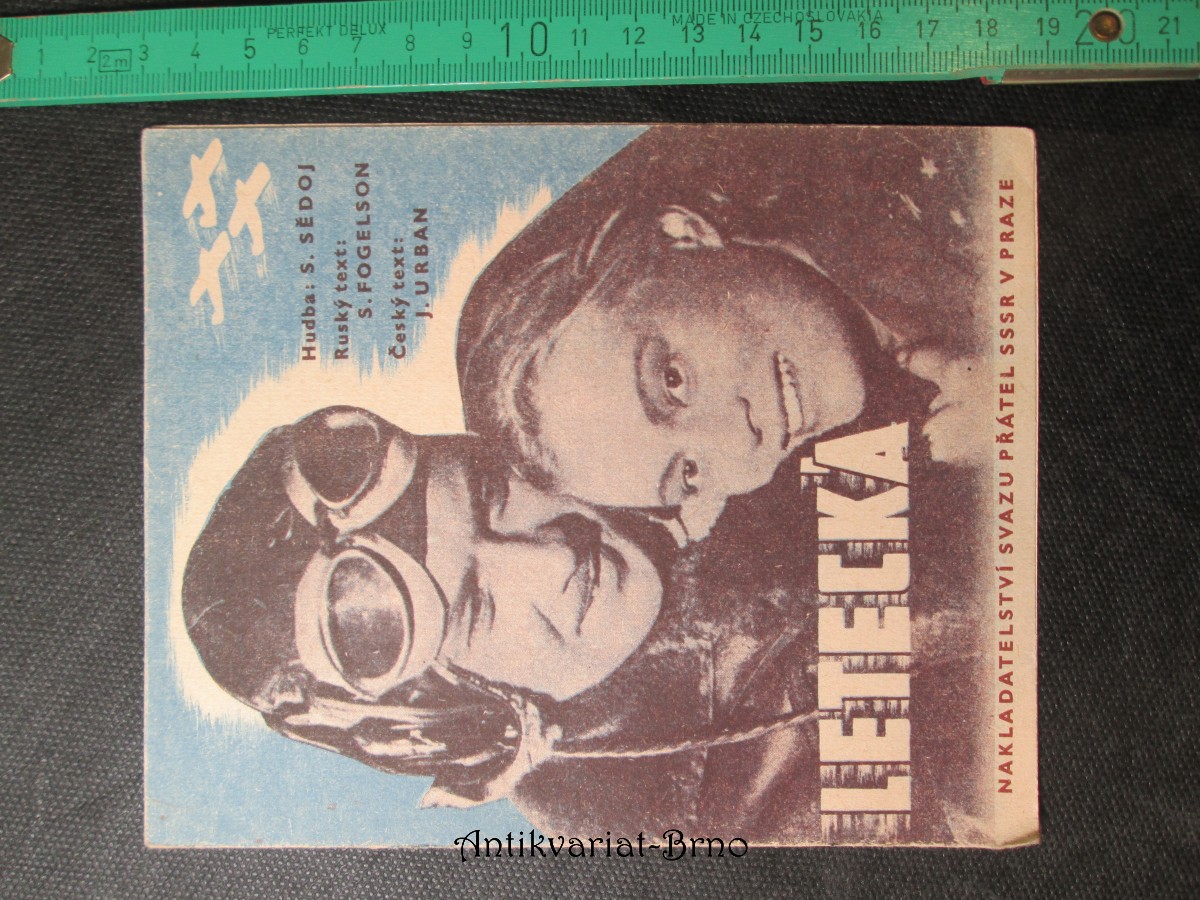 PERFEKT DELUX
MADE IN CZECHOSLOVAKIA
1 2 2m 3 4 5 6 7 8 9 10 11 12 13 14 15 16 17 18 19 20 21
Hudba: S. SĚDOJ
Ruský text:
S. FOGELSON
Český text:
J. URBAN
LETECKÁ
NAKLADATELSTVÍ SVAZU PŘÁTEL SSSR V PRAZE
Antikvariat-Brno